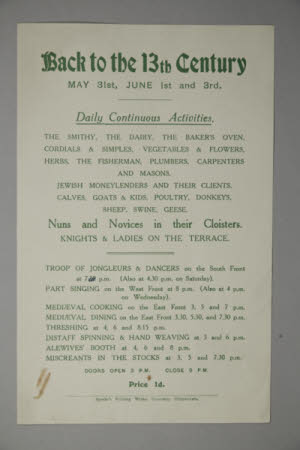 Back to the 13th Century
MAY 31st, JUNE 1st and 3rd.
Daily Continuous Activities,
THE SMITHY, THE DAIRY, THE BAKER'S OVEN,
CORDIALS & SIMPLES, VEGETABLES & FLOWERS,
HERBS, THE FISHERMAN, PLUMBERS, CARPENTERS
AND MASONS.
JEWISH MONEYLENDERS AND THEIR CLIENTS.
CALVES, GOATS & KIDS, POULTRY, DONKEYS,
SHEEP, SWINE, GEESE.
Nuns and Novices in their Cloisters.
KNIGHTS & LADIES ON THE TERRACE.
TROOP OF JONGLEURS & DANCERS on the South Front
at p.m. (Also at 4.30 p.m. on Saturday).
PART SINGING on the West Front at 8 p.m. (Also at 4 p.m.
on Wednesday).
MEDIÆVAL COOKING on the East Front 3, 5 and 7 p.m.
MEDIÆVAL DINING on the East Front 3.30, 5.30, and 7.30 p.m.
THRESHING at 4, 6 and 8.15 p.m.
DISTAFF SPINNING & HAND WEAVING at 3 and 6 p.m.
ALEWIVES' BOOTH at 4, 6 and 8 p.m.
MISCREANTS IN THE STOCKS at 3, 5 and 7.30 p.m.
DOORS OPEN 2 P.M. CLOSE 9 P.M.
Price 1d.
Printing Works,